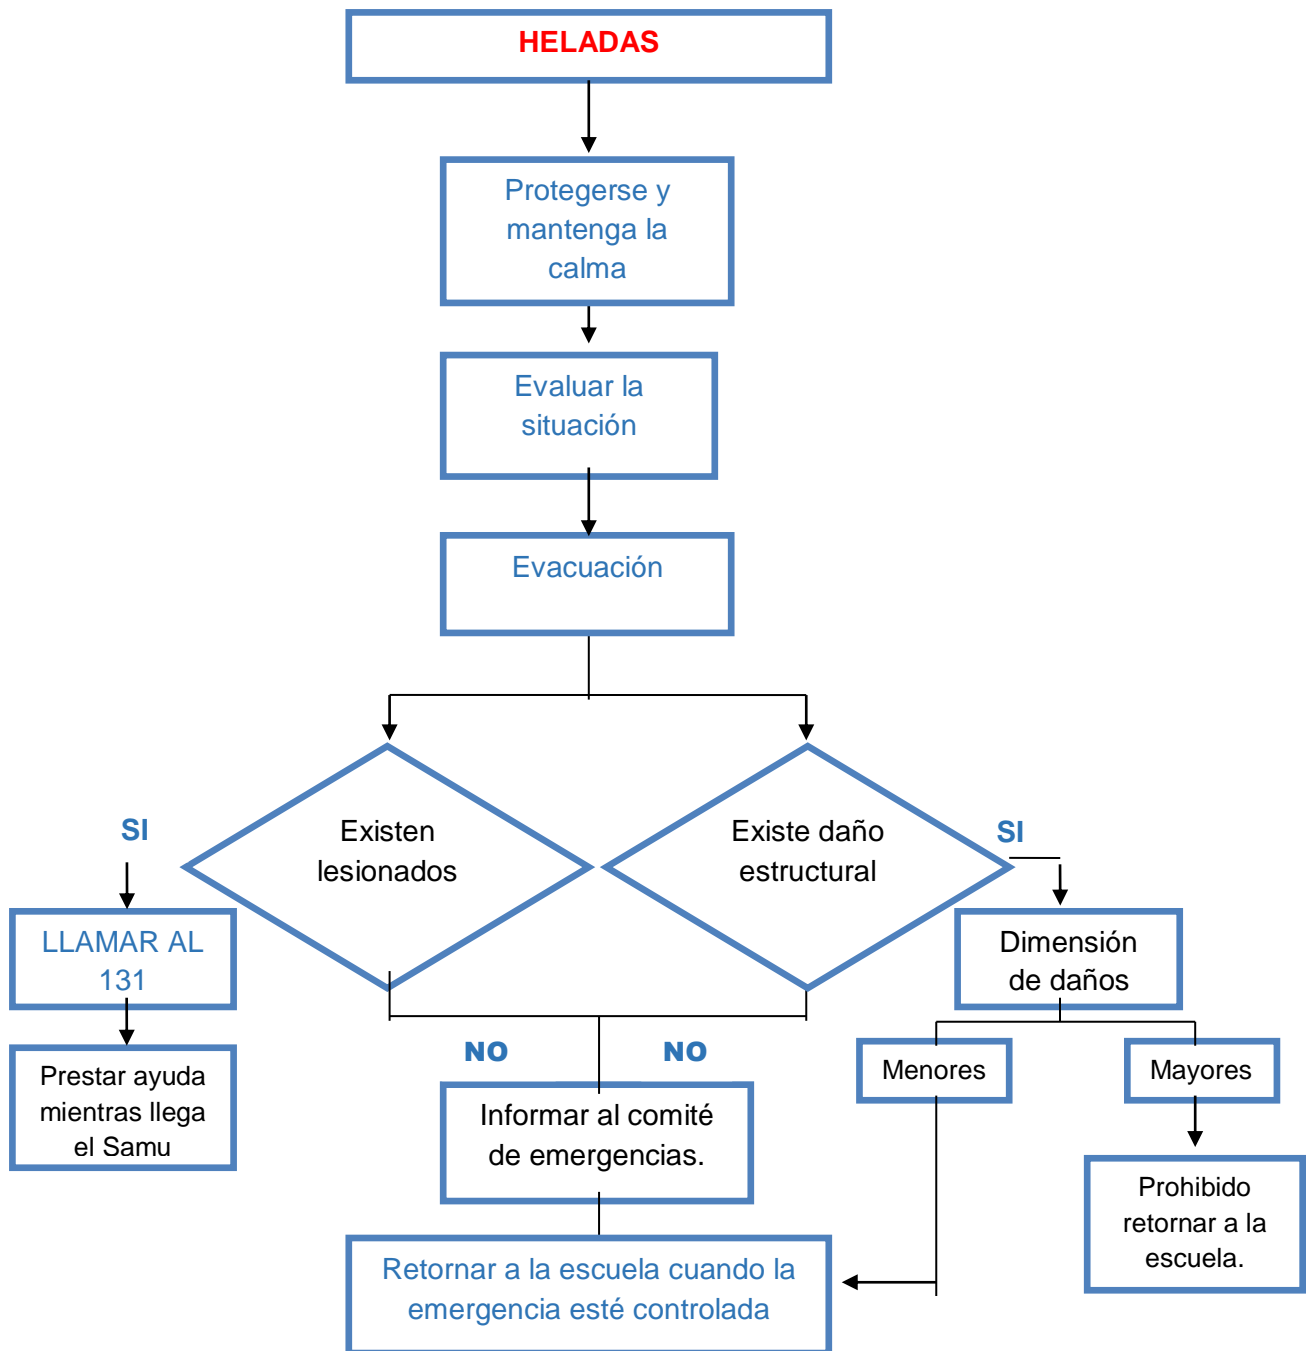 HELADAS
Protegerse y
mantenga la
calma
Evaluar la
situación
Evacuación
SI
Existen
lesionados
Existe daño
estructural
SI
LLAMAR AL
131
Dimensión
de daños
Prestar ayuda
mientras llega
el Samu
NO
NO
Menores
Mayores
Informar al comité
de emergencias.
Prohibido
retornar a la
escuela.
Retornar a la escuela cuando la
emergencia esté controlada